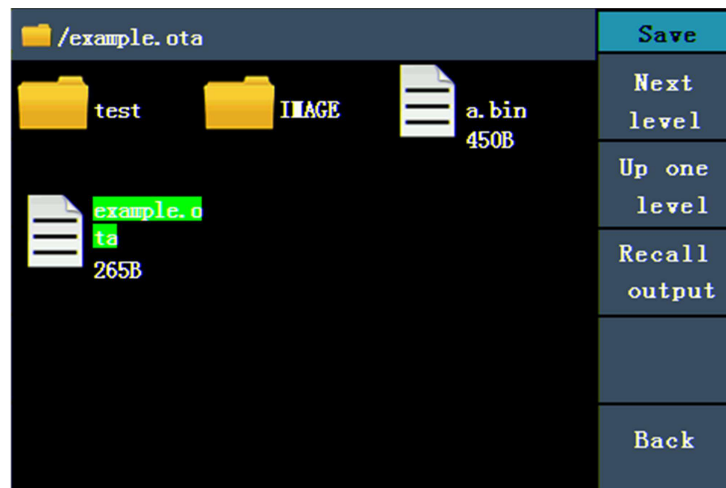 /example.ota
Save
test
IMAGE
a.bin
450B
example.o
ta
265B
Next
level
Up one
level
Recall
output
Back